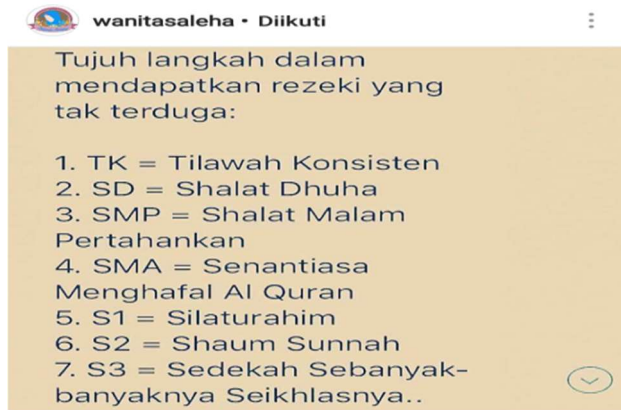 wanitasaleha • Diikuti
Tujuh langkah dalam
mendapatkan rezeki yang
tak terduga:
1. TK = Tilawah Konsisten
2. SD = Shalat Dhuha
3. SMP = Shalat Malam
Pertahankan
4. SMA = Senantiasa
Menghafal Al Quran
5. S1 = Silaturahim
6. S2 = Shaum Sunnah
7. S3 = Sedekah Sebanyak-
banyaknya Seikhlasnya..